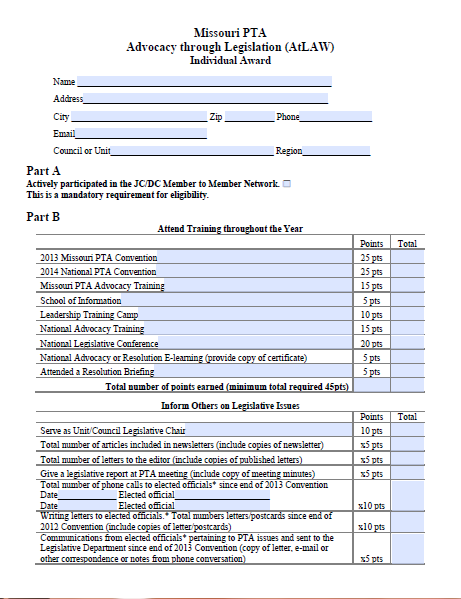 Missouri PTA
Advocacy through Legislation (AtLAW)
Individual Award
Name
Address
City Zip Phone
Email
Council or Unit Region
Part A
Actively participated in the JC/DC Member to Member Network.
This is a mandatory requirement for eligibility.
Part B
Attend Training throughout the Year
Points Total
2013 Missouri PTA Convention 25 pts
2014 National PTA Convention 25 pts
Missouri PTA Advocacy Training 15 pts
School of Information 5 pts
Leadership Training Camp 10 pts
National Advocacy Training 15 pts
National Legislative Conference 20 pts
National Advocacy or Resolution E-learning (provide copy of certificate) 5 pts
Attended a Resolution Briefing 5 pts
Total number of points earned (minimum total required 45pts)
Inform Others on Legislative Issues
Points Total
Serve as Unit/Council Legislative Chair 10 pts
Total number of articles included in newsletters (include copies of newsletter) x5 pts
Total number of letters to the editor (include copies of published letters) x5 pts
Give a legislative report at PTA meeting (include copy of meeting minutes) x5 pts
Total number of phone calls to elected officials* since end of 2013 Convention
Date Elected official
Date Elected official x10 pts
Writing letters to elected officials.* Total numbers letters/postcards since end of
2012 Convention (include copies of letter/postcards) x10 pts
Communications from elected officials* pertaining to PTA issues and sent to the
Legislative Department since end of 2013 Convention (copy of letter, e-mail or
other correspondence or notes from phone conversation) x5 pts